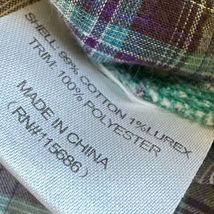 SHELL: 99% COTTON 1%LUREX
TRIM: 100% POLYESTER
MADE IN CHINA
(RN#115686)